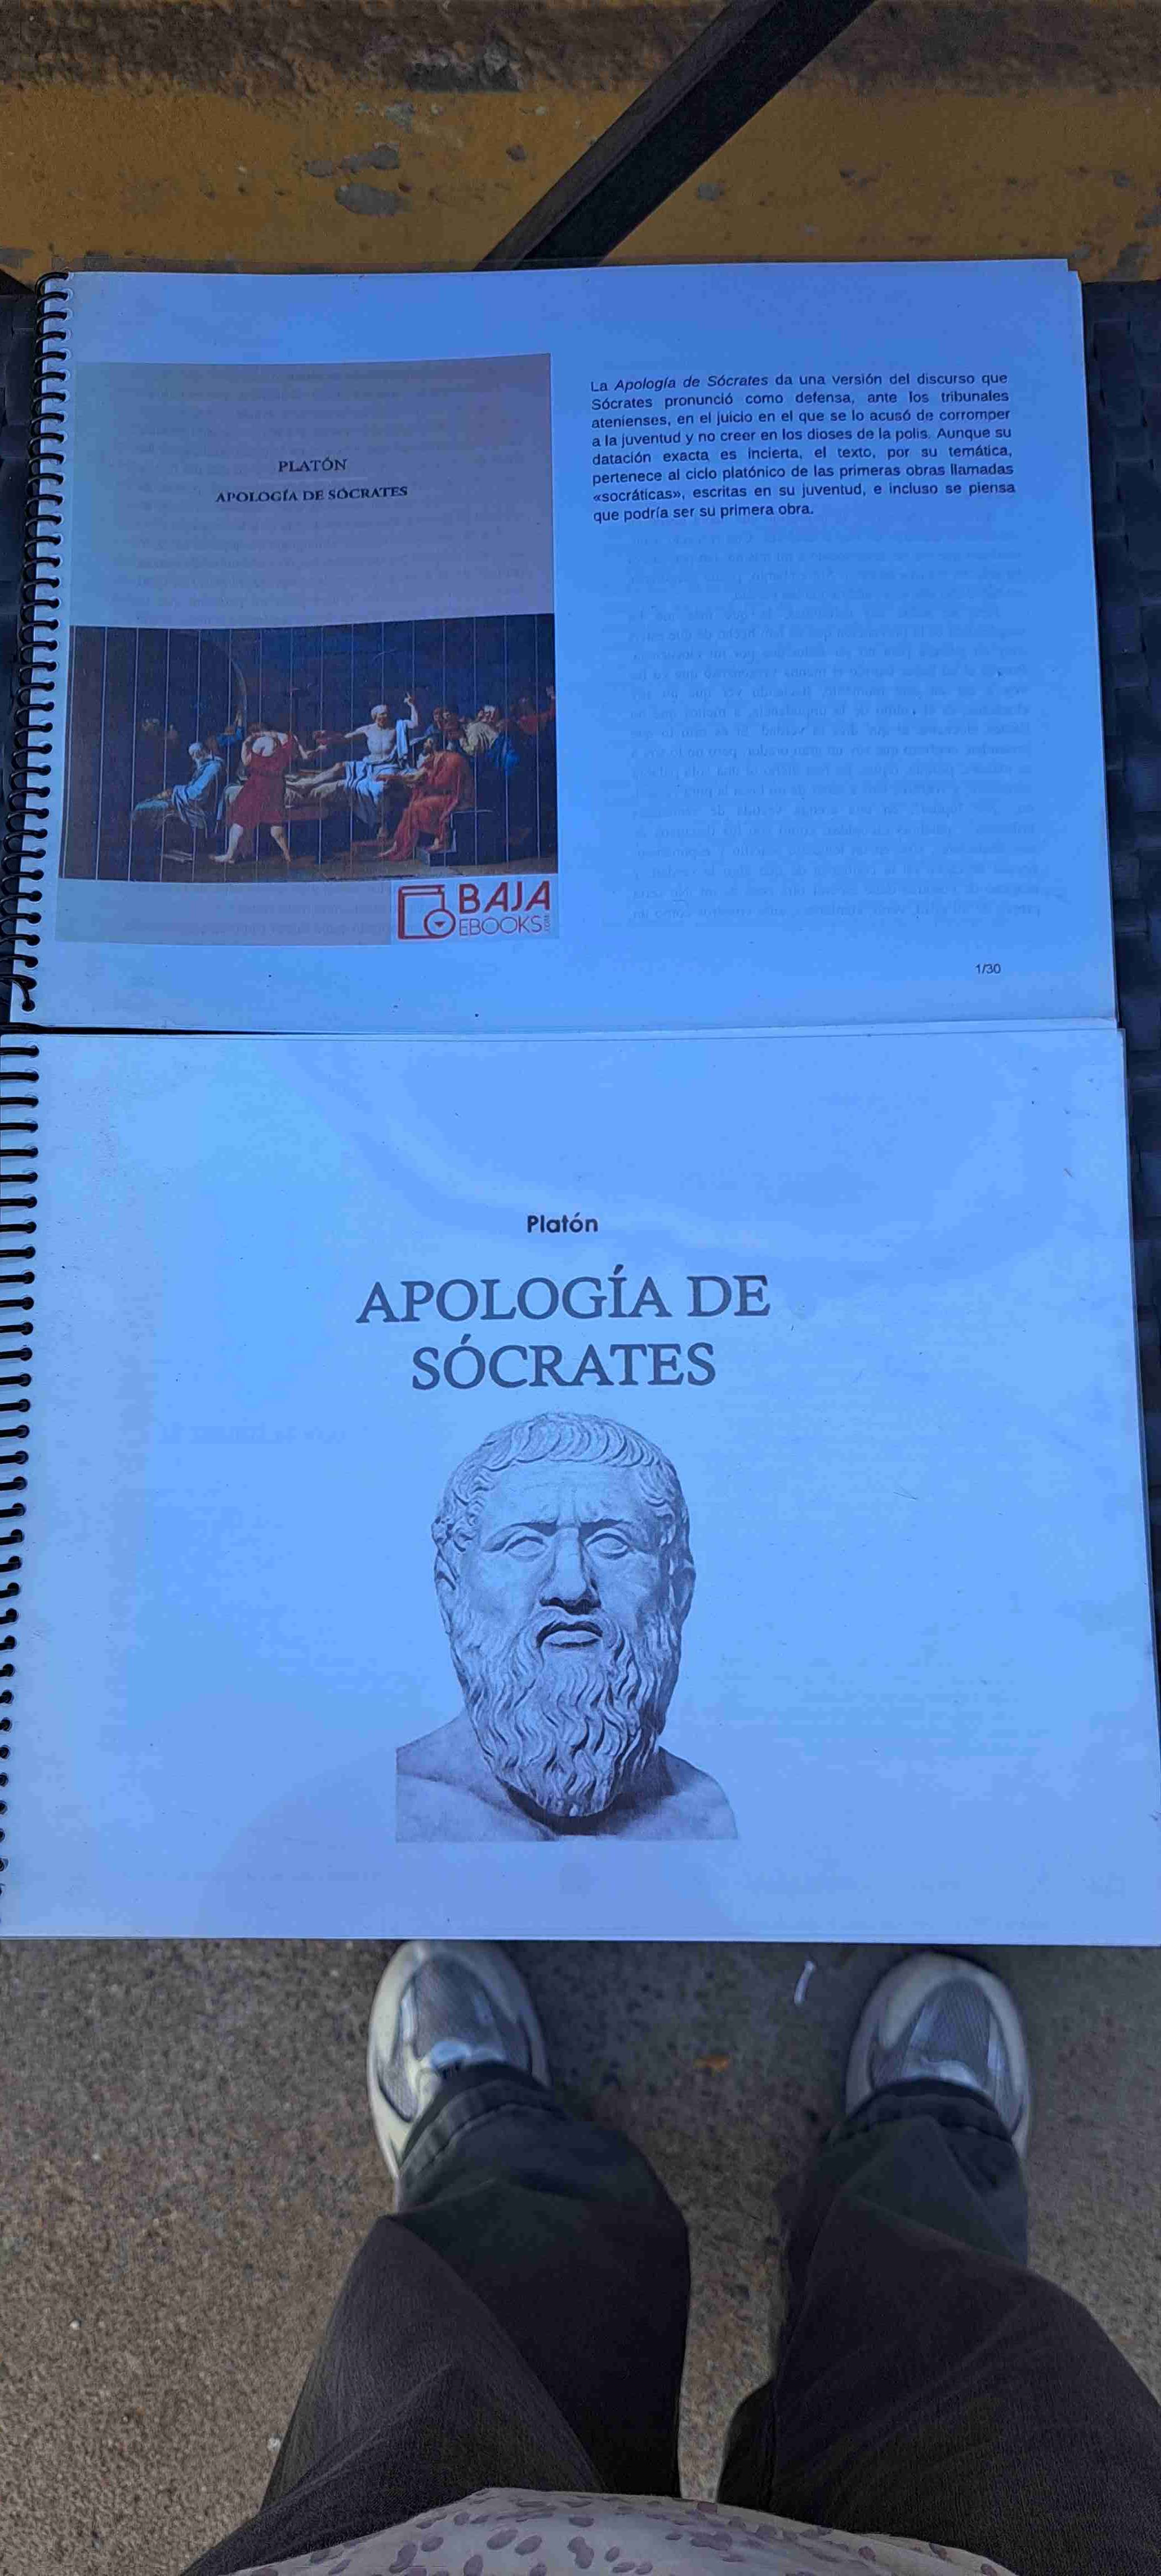 PLATÓN
APOLOGÍA DE SÓCRATES
BAJA
EBOOKS
La Apología de Sócrates da una versión del discurso que
Sócrates pronunció como defensa, ante los tribunales
atenienses, en el juicio en el que se lo acusó de corromper
a la juventud y no creer en los dioses de la polis. Aunque su
datación exacta es incierta, el texto, por su temática,
pertenece al ciclo platónico de las primeras obras llamadas
«socráticas», escritas en su juventud, e incluso se piensa
que podría ser su primera obra.
1/30
Platón
APOLOGÍA DE
SÓCRATES